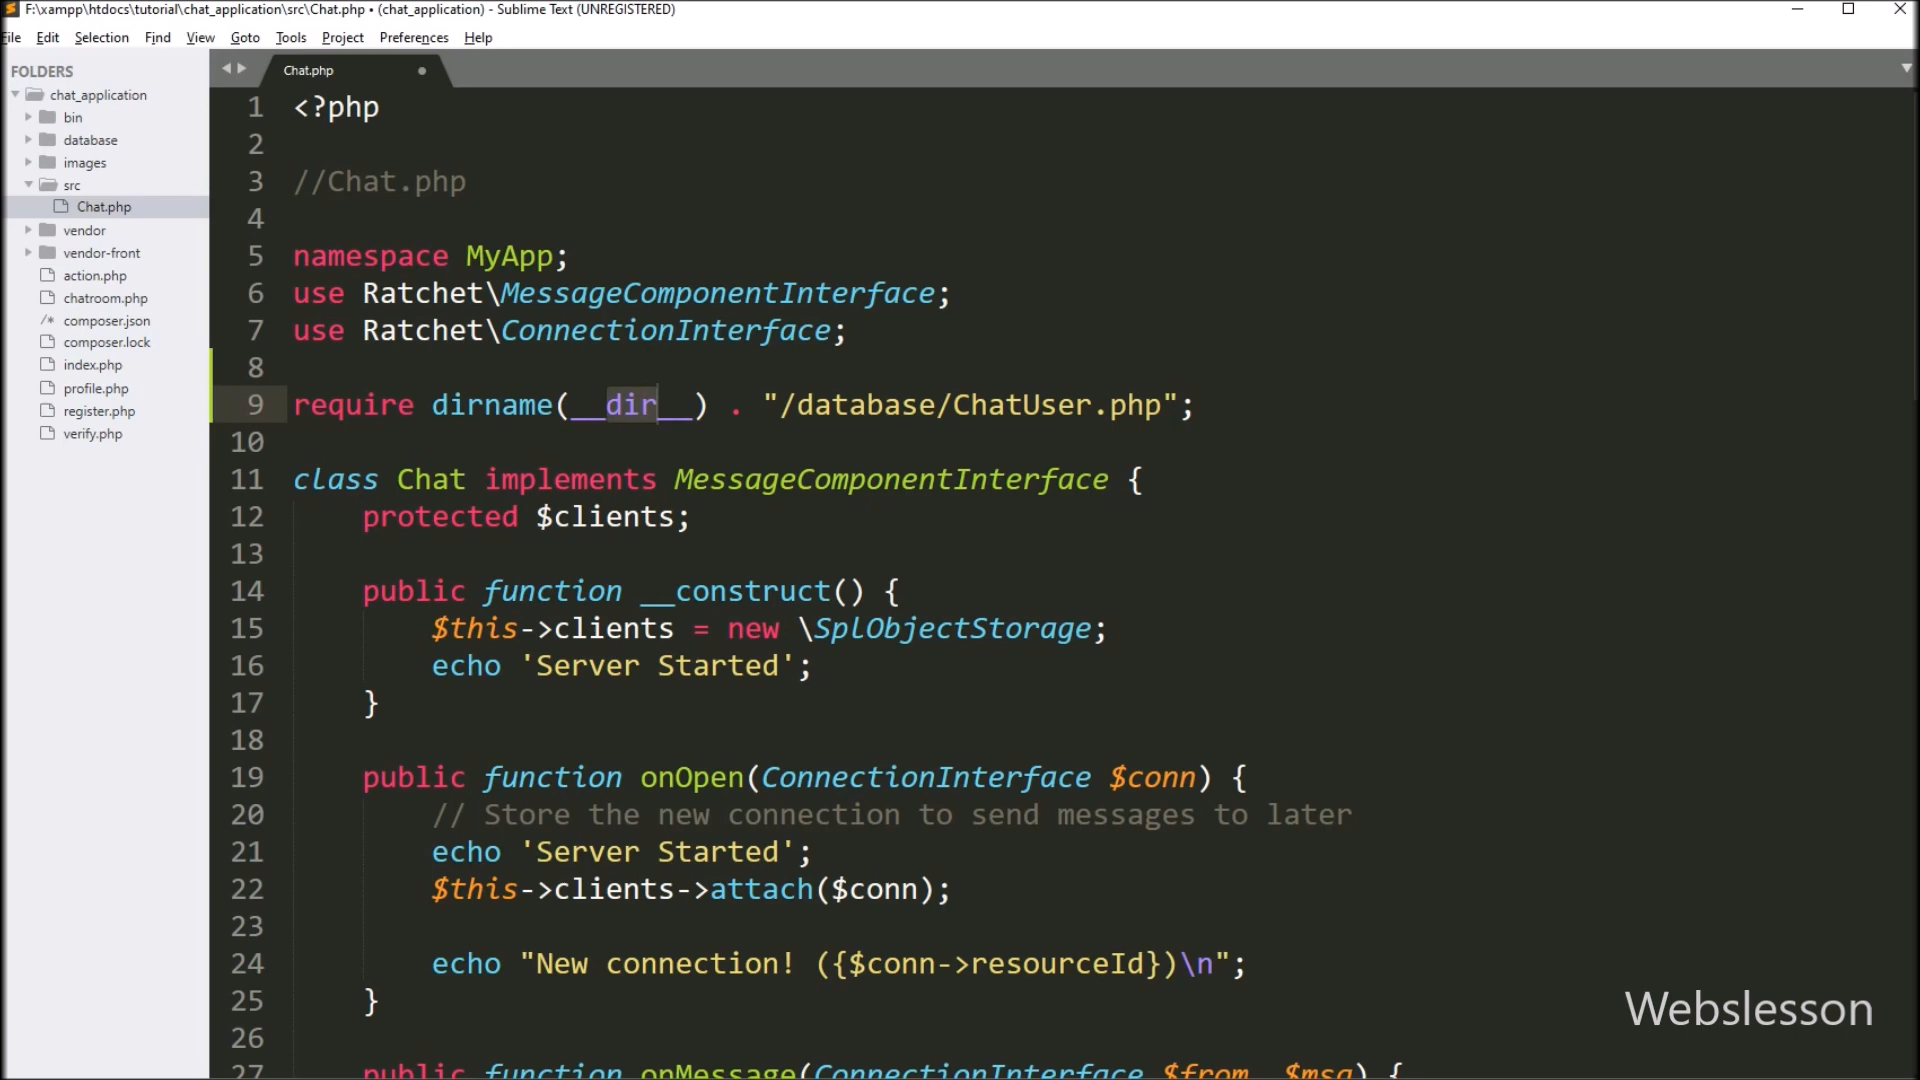 F:\xampp\htdocs\tutorial\chat_application\src\Chat.php • (chat_application) - Sublime Text (UNREGISTERED)
File Edit Selection Find View Goto Tools Project Preferences Help
FOLDERS
chat_application
bin
database
images
src
Chat.php
vendor
vendor-front
action.php
chatroom.php
/* composer.json
composer.lock
index.php
profile.php
register.php
verify.php
Chat.php
1 <?php
2
3 //Chat.php
4
5 namespace MyApp;
6 use Ratchet\MessageComponentInterface;
7 use Ratchet\ConnectionInterface;
8
9 require dirname(__dir__) . "/database/ChatUser.php";
10
11 class Chat implements MessageComponentInterface {
12 protected $clients;
13
14 public function __construct() {
15 $this->clients = new \SplObjectStorage;
16 echo 'Server Started';
17 }
18
19 public function onOpen(ConnectionInterface $conn) {
20 // Store the new connection to send messages to later
21 echo 'Server Started';
22 $this->clients->attach($conn);
23
24 echo "New connection! ({$conn->resourceId})\n";
25 }
26
27 public function onMessage(ConnectionInterface $from, $msg) {
Webslesson